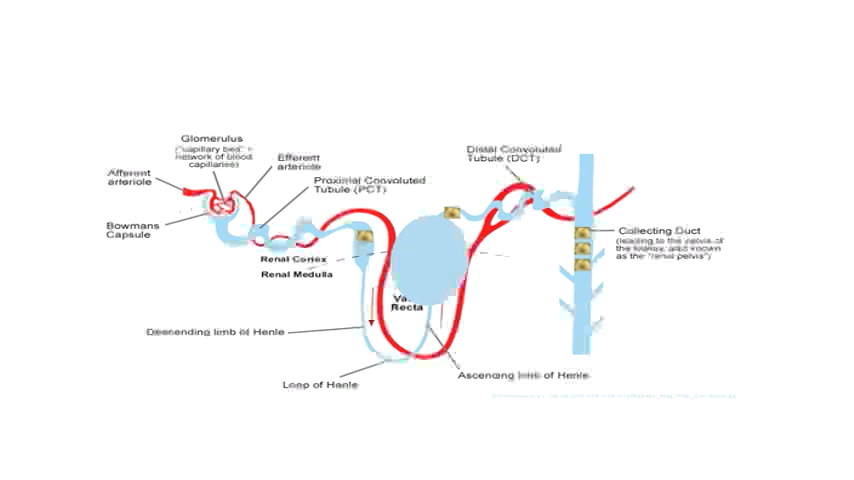 Glomerulus
("capillary bed" =
network of blood
capillaries)
Afferent
arteriole
Efferent
arteriole
Proximal Convoluted
Tubule (PCT)
Distal Convoluted
Tubule (DCT)
Bowmans
Capsule
Collecting Duct
(leading to the pelvis of
the kidney, also known
as the "renal pelvis")
Renal Cortex
Renal Medulla
Recta
Descending limb of Henle
Loop of Henle
Ascending limb of Henle